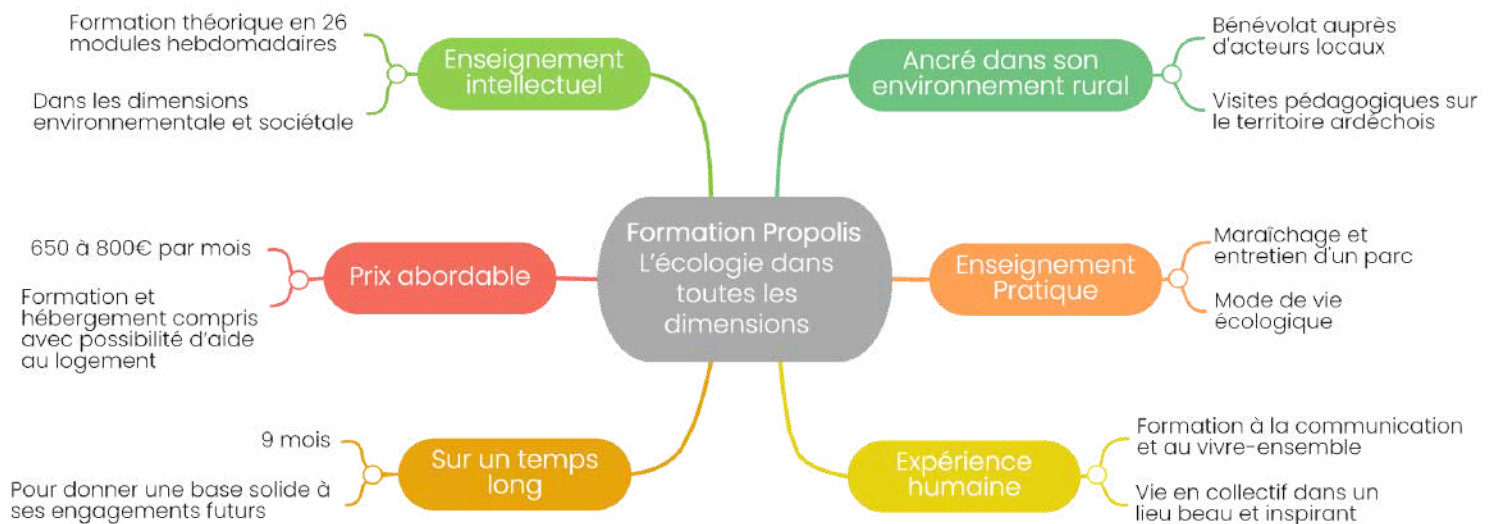 Formation Propolis
L'écologie dans
toutes les
dimensions
Enseignement
intellectuel
Formation théorique en 26
modules hebdomadaires
Dans les dimensions
environnementale et sociétale
Prix abordable
650 à 800€ par mois
Formation et
hébergement compris
avec possibilité d'aide
au logement
Sur un temps
long
9 mois
Pour donner une base solide à
ses engagements futurs
Ancré dans son
environnement rural
Bénévolat auprès
d'acteurs locaux
Visites pédagogiques sur
le territoire ardéchois
Enseignement
Pratique
Maraîchage et
entretien d'un parc
Mode de vie
écologique
Expérience
humaine
Formation à la communication
et au vivre-ensemble
Vie en collectif dans un
lieu beau et inspirant